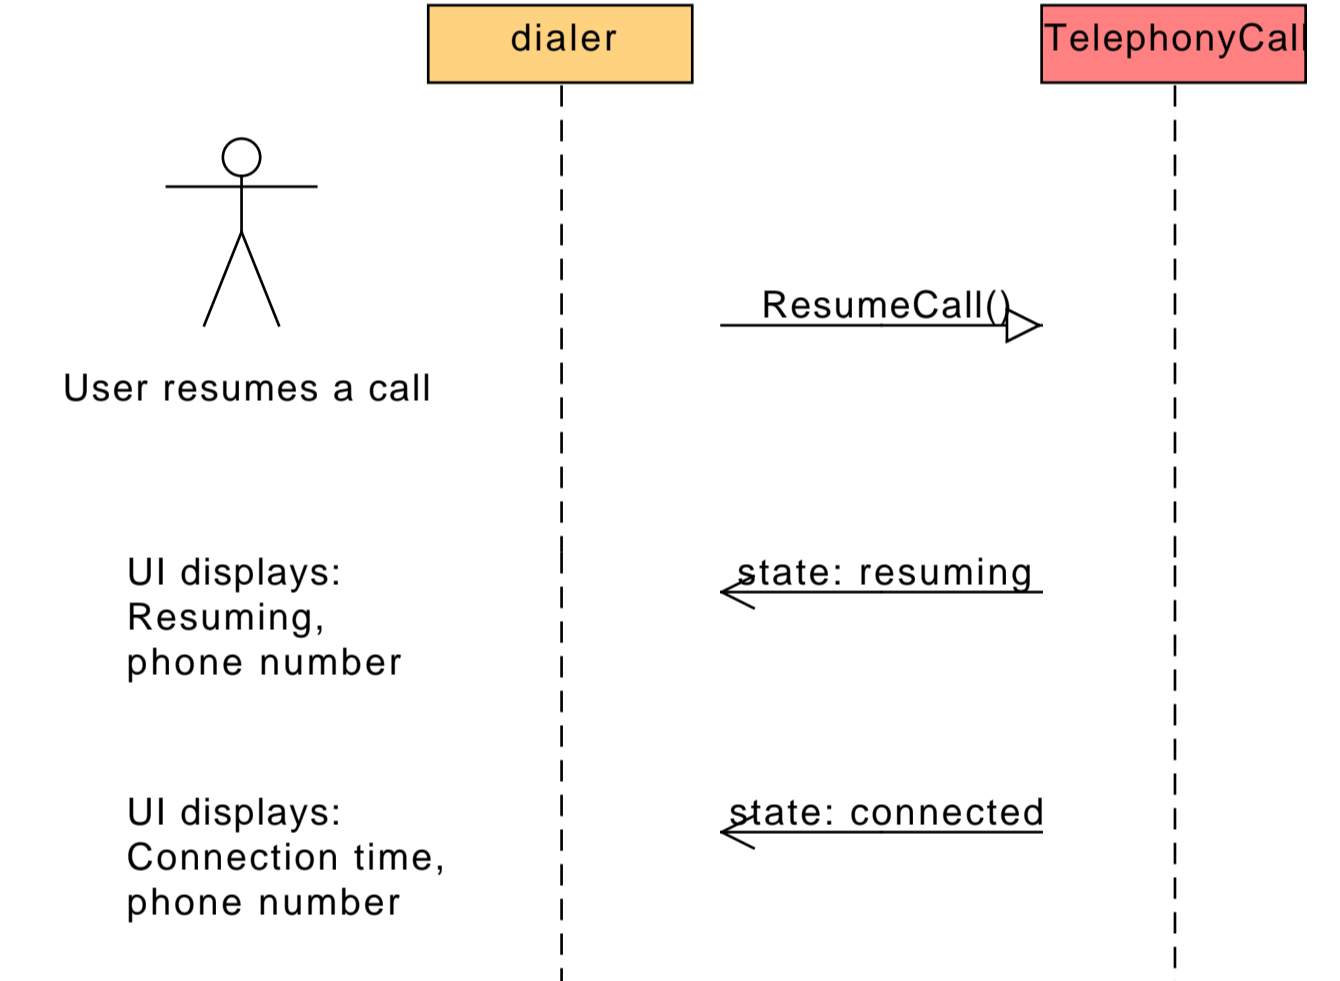 dialer
TelephonyCall
ResumeCall()
User resumes a call
UI displays:
Resuming,
phone number
state: resuming
UI displays:
Connection time,
phone number
state: connected